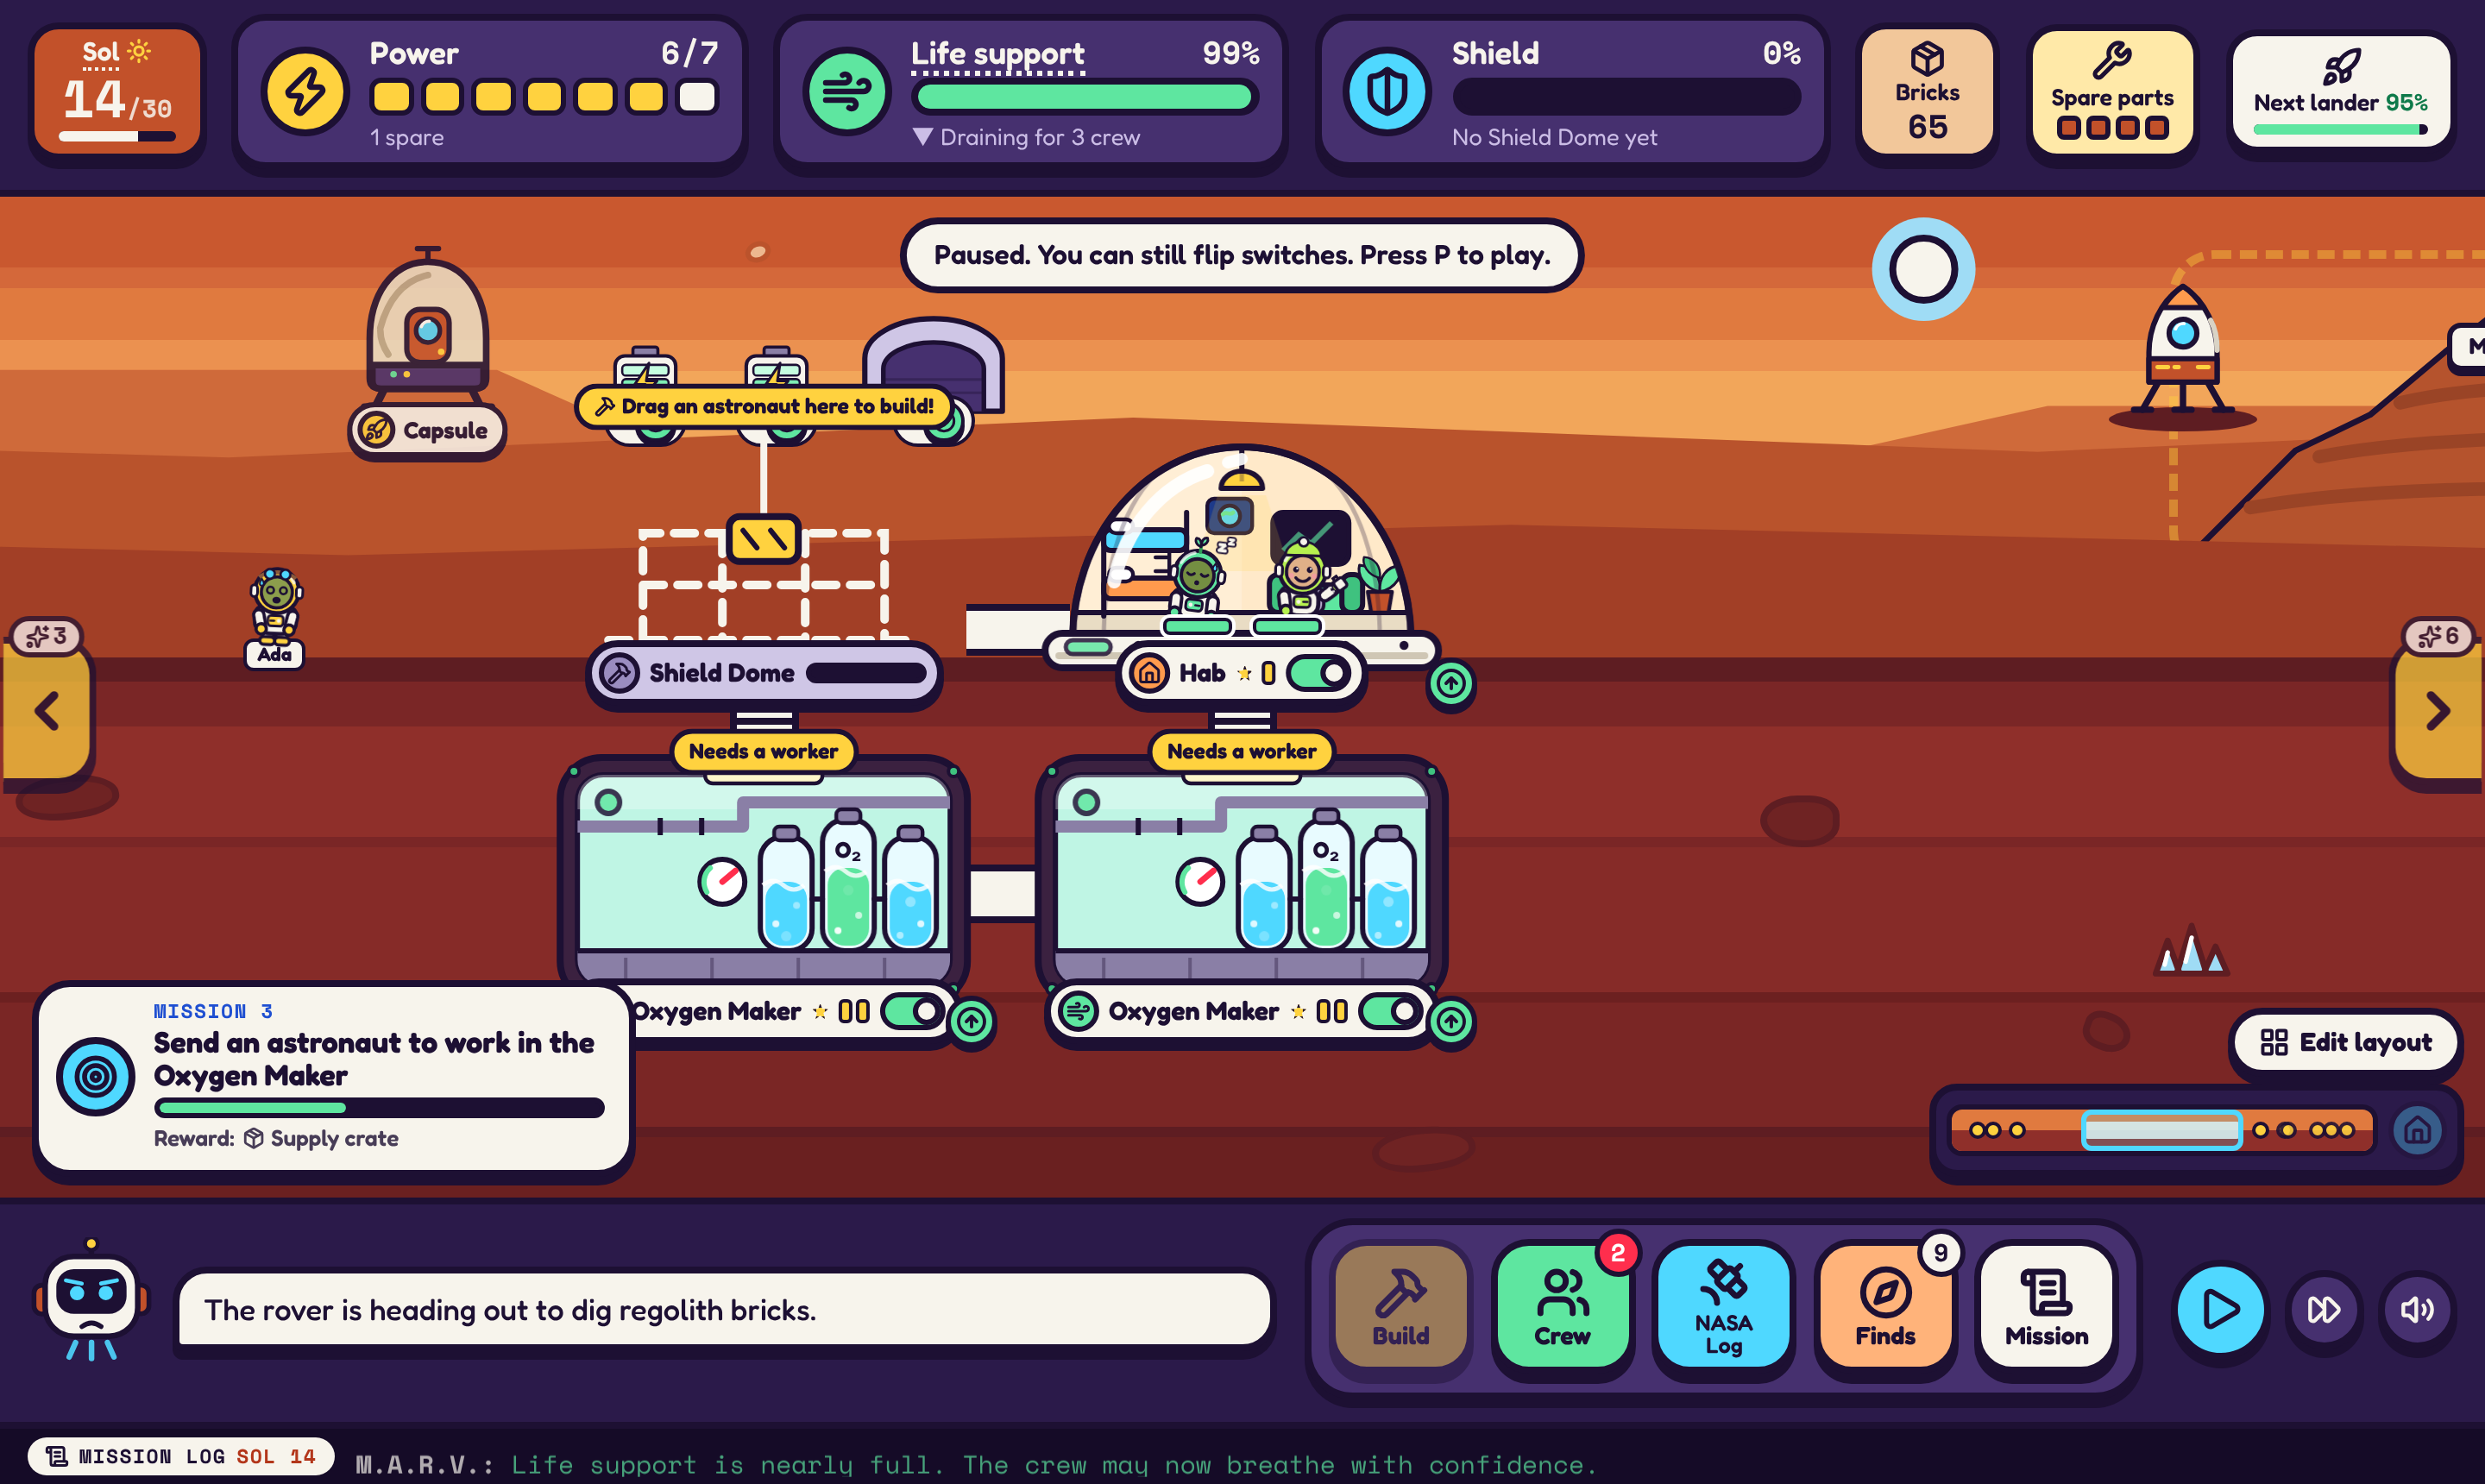 Sol
14/30
Power 6/7
1 spare
Life support 99%
Draining for 3 crew
Shield 0%
No Shield Dome yet
Bricks
65
Spare parts
Next lander 95%
Paused. You can still flip switches. Press P to play.
Drag an astronaut here to build!
Capsule
zz
Ada
3
6
Shield Dome
Hab
Needs a worker
Needs a worker
O₂
O₂
Oxygen Maker
Oxygen Maker
MISSION 3
Send an astronaut to work in the
Oxygen Maker
Reward: Supply crate
Edit layout
The rover is heading out to dig regolith bricks.
Build
Crew
2
NASA
Log
Finds
9
Mission
MISSION LOG SOL 14
M.A.R.V.: Life support is nearly full. The crew may now breathe with confidence.